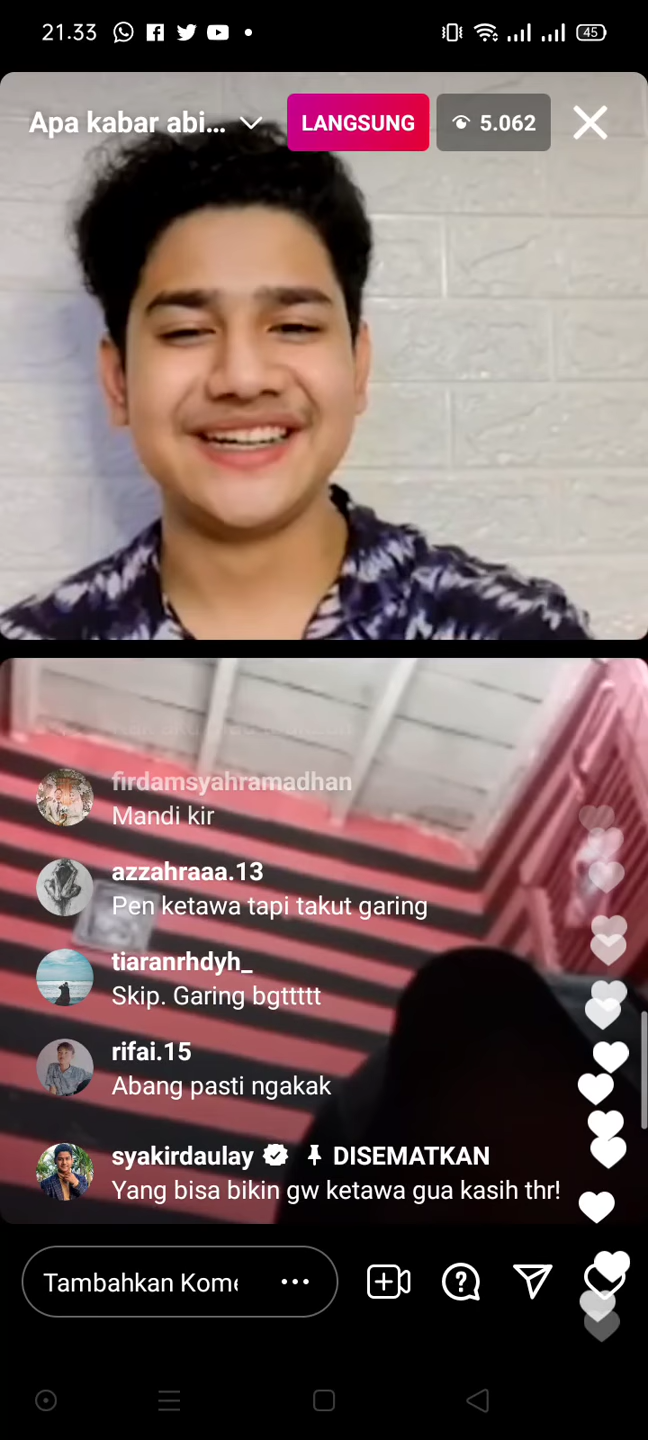 21.33
45
Apa kabar abi...
LANGSUNG
5.062
firdamsyahramadhan
Mandi kir
azzahraaa.13
Pen ketawa tapi takut garing
tiaranrhdyh_
Skip. Garing bgttttt
rifai.15
Abang pasti ngakak
syakirdaulay DISEMATKAN
Yang bisa bikin gw ketawa gua kasih thr!
Tambahkan Kome